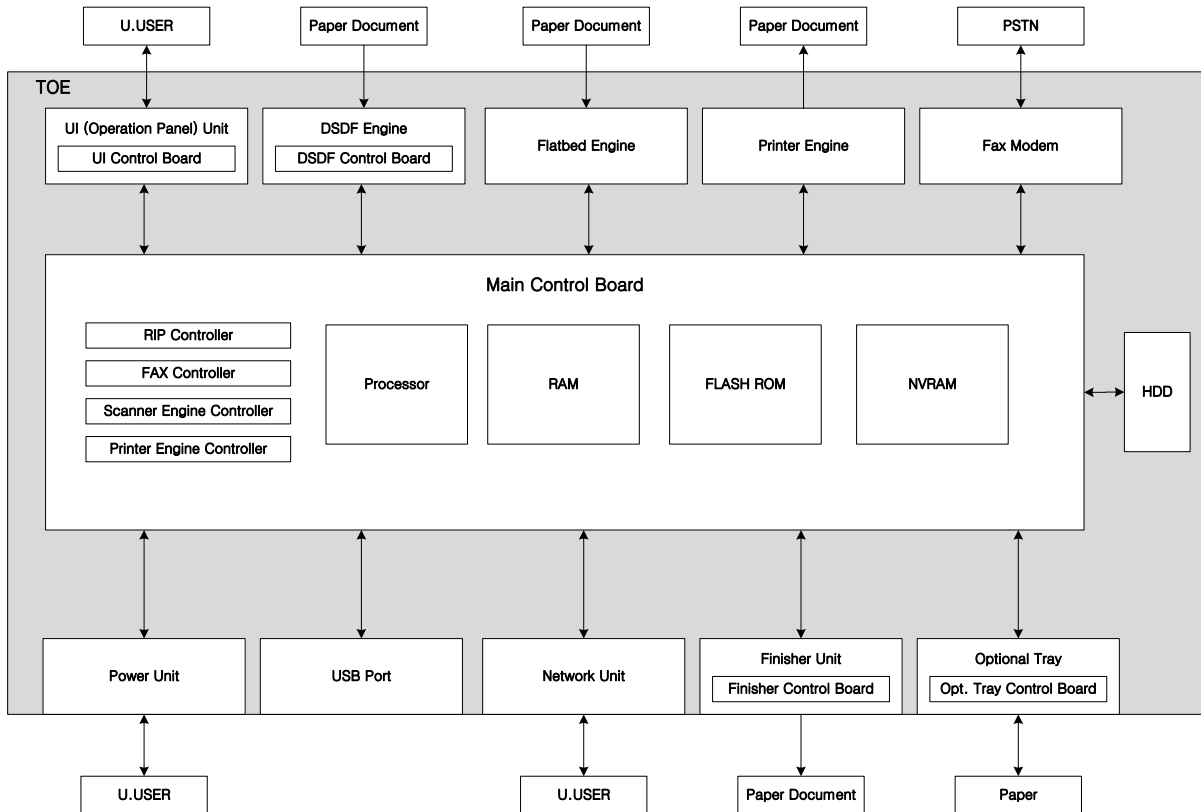 U.USER
Paper Document
Paper Document
Paper Document
PSTN
TOE
UI (Operation Panel) Unit
UI Control Board
DSDF Engine
DSDF Control Board
Flatbed Engine
Printer Engine
Fax Modem
Main Control Board
RIP Controller
FAX Controller
Scanner Engine Controller
Printer Engine Controller
Processor
RAM
FLASH ROM
NVRAM
HDD
Power Unit
USB Port
Network Unit
Finisher Unit
Finisher Control Board
Optional Tray
Opt. Tray Control Board
U.USER
U.USER
Paper Document
Paper